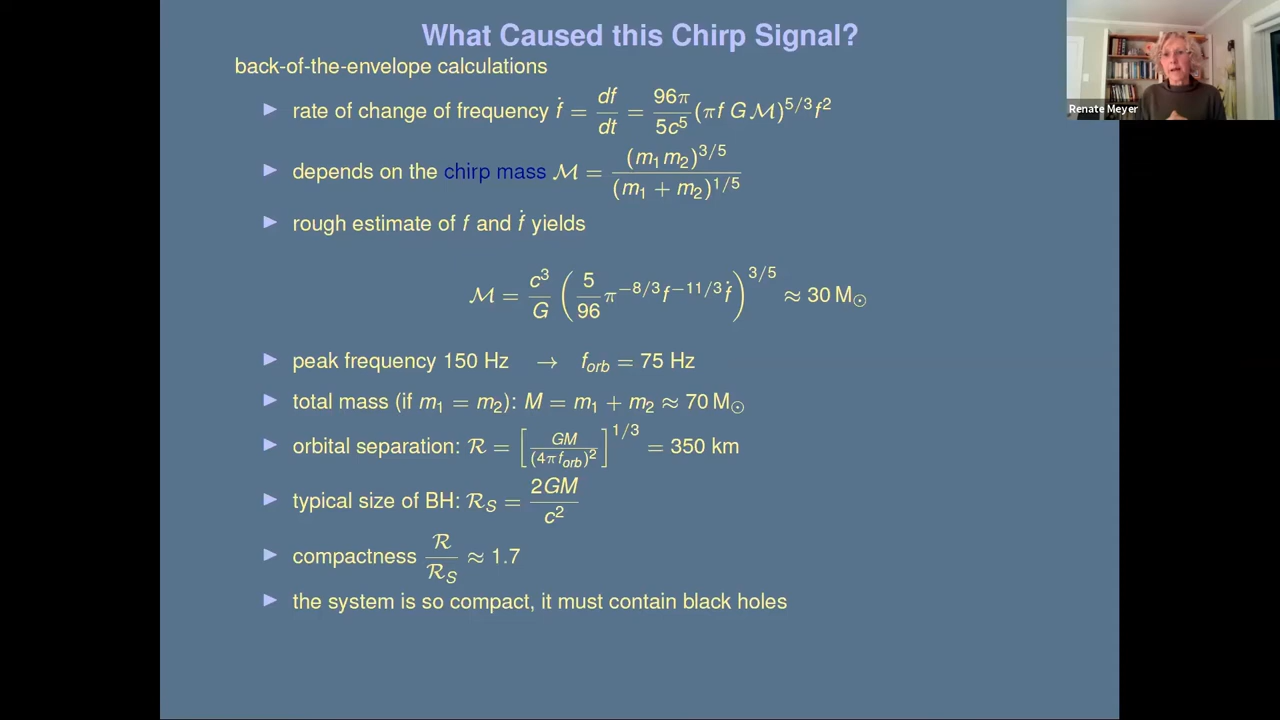 What Caused this Chirp Signal?
Renate Meyer
back-of-the-envelope calculations
▶ rate of change of frequency ḟ = df/dt = 96π/5c⁵ (πf G ℳ)^5/3 f²
▶ depends on the chirp mass ℳ = (m₁m₂)^3/5 / (m₁ + m₂)^1/5
▶ rough estimate of f and ḟ yields
ℳ = c³/G (5/96 π^−8/3 f^−11/3 ḟ)^3/5 ≈ 30 M⊙
▶ peak frequency 150 Hz → f_orb = 75 Hz
▶ total mass (if m₁ = m₂): M = m₁ + m₂ ≈ 70 M⊙
▶ orbital separation: ℛ = [GM/(4πf_orb)²]^1/3 = 350 km
▶ typical size of BH: ℛ_S = 2GM/c²
▶ compactness ℛ/ℛ_S ≈ 1.7
▶ the system is so compact, it must contain black holes